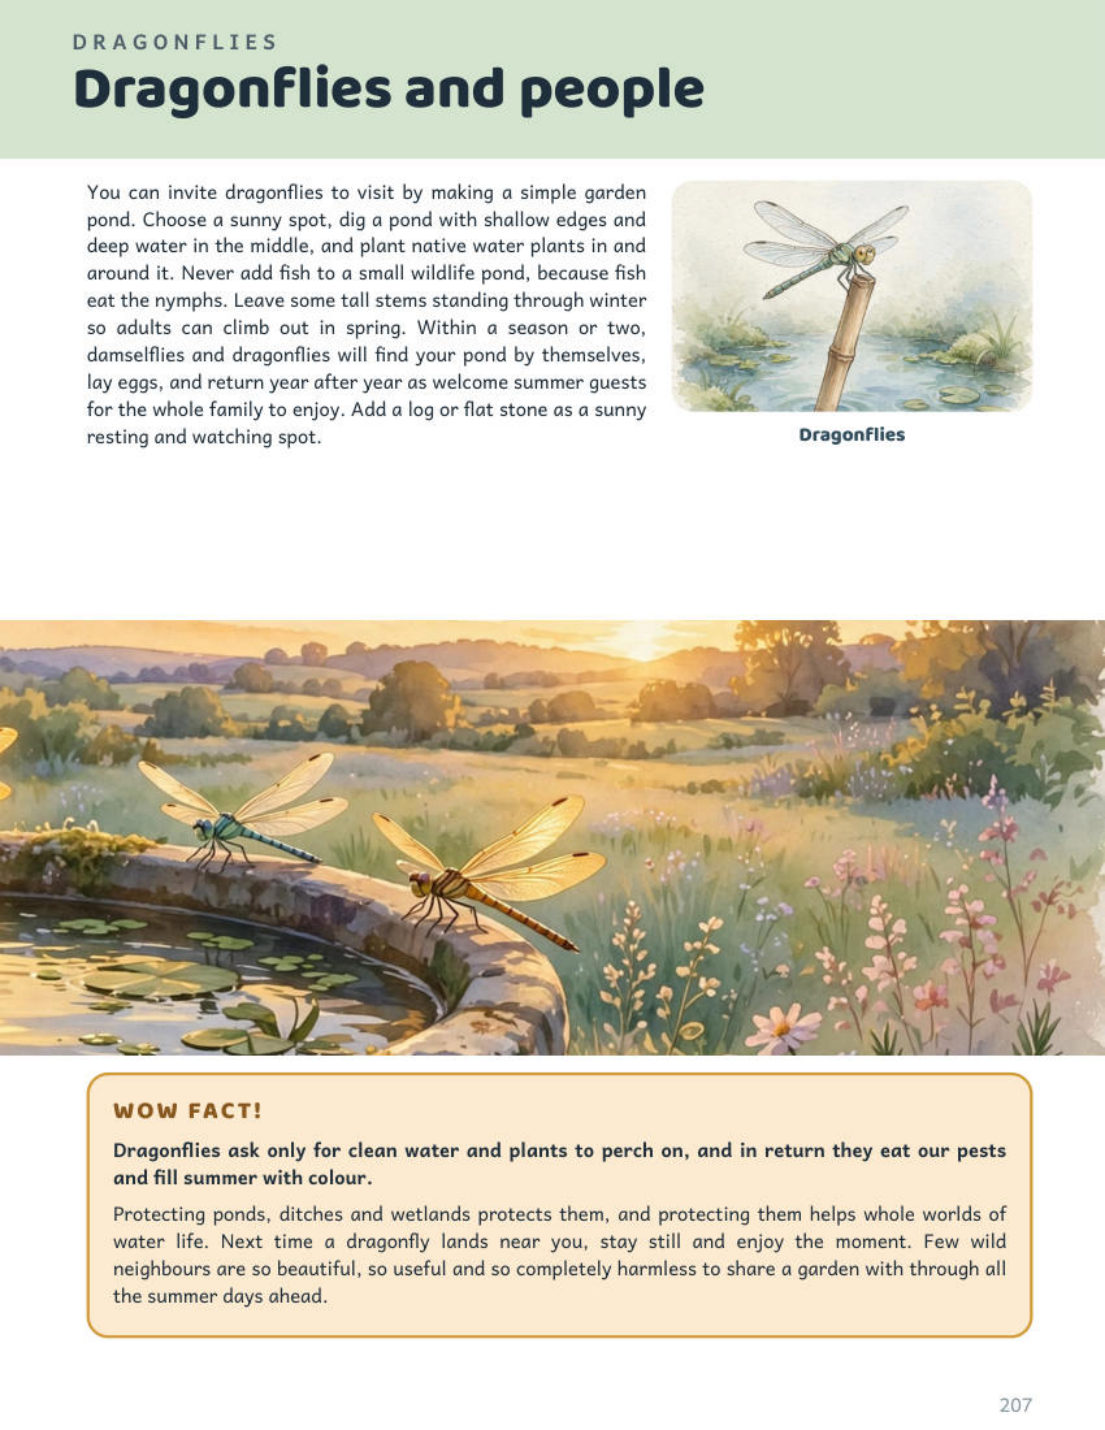 DRAGONFLIES
Dragonflies and people
You can invite dragonflies to visit by making a simple garden
pond. Choose a sunny spot, dig a pond with shallow edges and
deep water in the middle, and plant native water plants in and
around it. Never add fish to a small wildlife pond, because fish
eat the nymphs. Leave some tall stems standing through winter
so adults can climb out in spring. Within a season or two,
damselflies and dragonflies will find your pond by themselves,
lay eggs, and return year after year as welcome summer guests
for the whole family to enjoy. Add a log or flat stone as a sunny
resting and watching spot.
Dragonflies
WOW FACT!
Dragonflies ask only for clean water and plants to perch on, and in return they eat our pests
and fill summer with colour.
Protecting ponds, ditches and wetlands protects them, and protecting them helps whole worlds of
water life. Next time a dragonfly lands near you, stay still and enjoy the moment. Few wild
neighbours are so beautiful, so useful and so completely harmless to share a garden with through all
the summer days ahead.
207